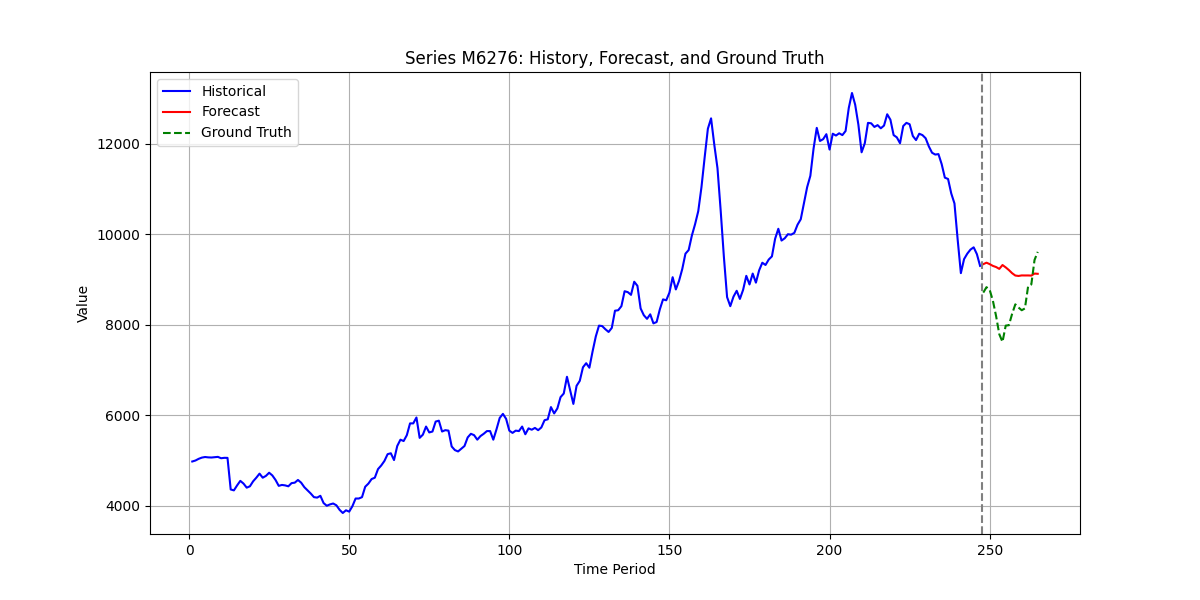 Series M6276: History, Forecast, and Ground Truth
Historical
Forecast
Ground Truth
12000
10000
8000
6000
4000
Value
0 50 100 150 200 250
Time Period